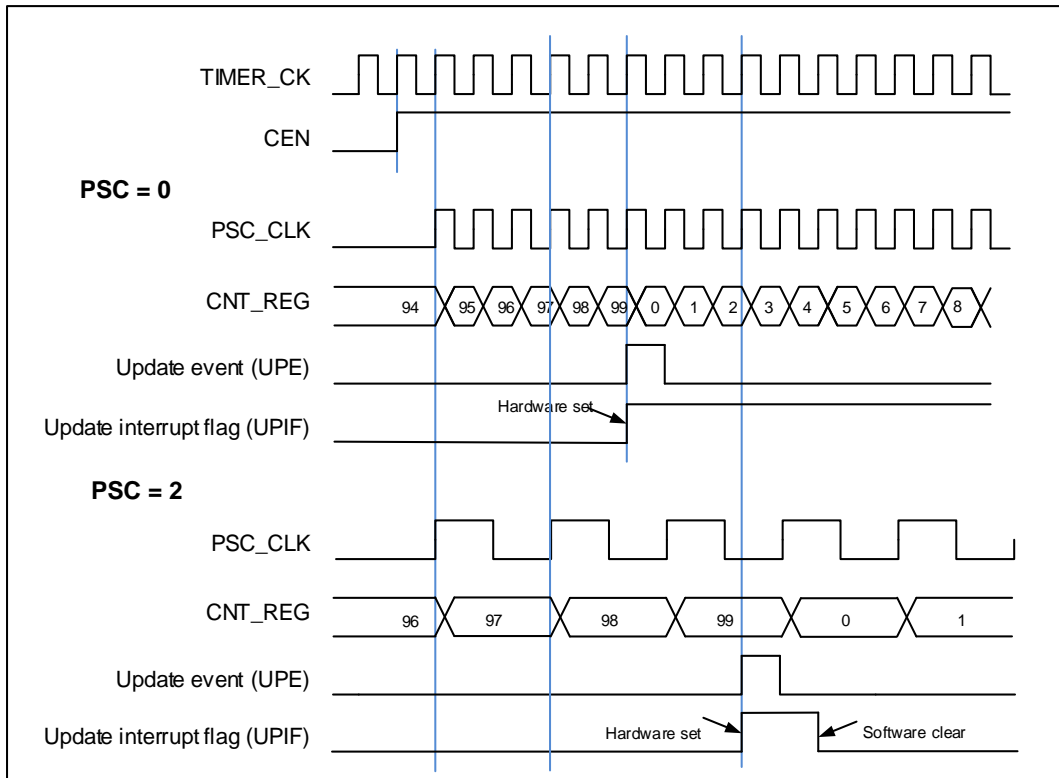 TIMER_CK
CEN
PSC = 0
PSC_CLK
CNT_REG 94 95 96 97 98 99 0 1 2 3 4 5 6 7 8
Update event (UPE)
Hardware set
Update interrupt flag (UPIF)
PSC = 2
PSC_CLK
CNT_REG 96 97 98 99 0 1
Update event (UPE)
Update interrupt flag (UPIF) Hardware set Software clear